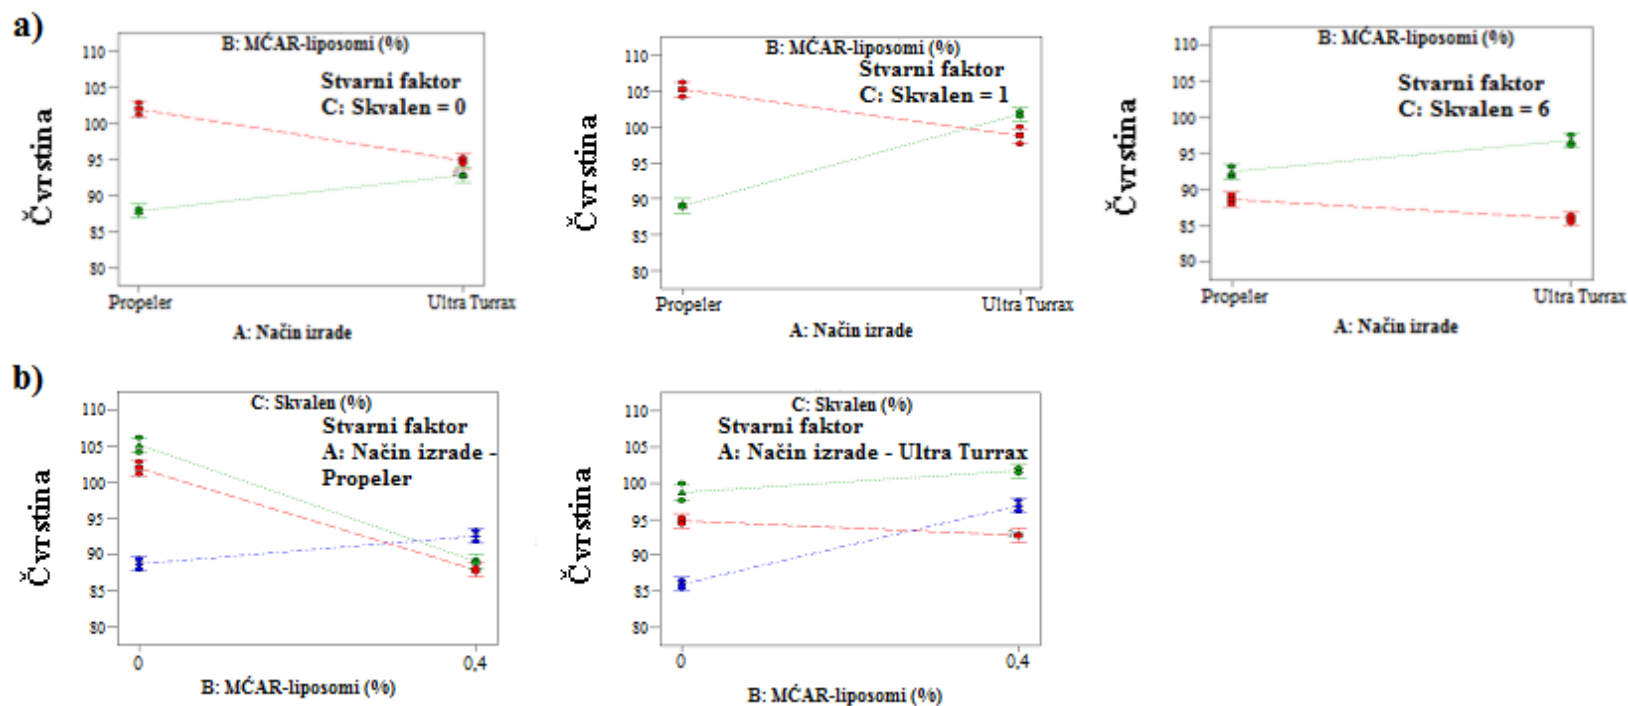 a)
B: MĆAR-liposomi (%)
Stvarni faktor
C: Skvalen = 0
Čvrstina
110
105
100
95
90
85
80
Propeler
Ultra Turrax
A: Način izrade
B: MĆAR-liposomi (%)
Stvarni faktor
C: Skvalen = 1
Čvrstina
110
105
100
95
90
85
80
Propeler
Ultra Turrax
A: Način izrade
B: MĆAR-liposomi (%)
Stvarni faktor
C: Skvalen = 6
Čvrstina
110
105
100
95
90
85
80
Propeler
Ultra Turrax
A: Način izrade
b)
C: Skvalen (%)
Stvarni faktor
A: Način izrade -
Propeler
Čvrstina
110
105
100
95
90
85
80
0
0,4
B: MĆAR-liposomi (%)
C: Skvalen (%)
Stvarni faktor
A: Način izrade - Ultra Turrax
Čvrstina
110
105
100
95
90
85
80
0
0,4
B: MĆAR-liposomi (%)